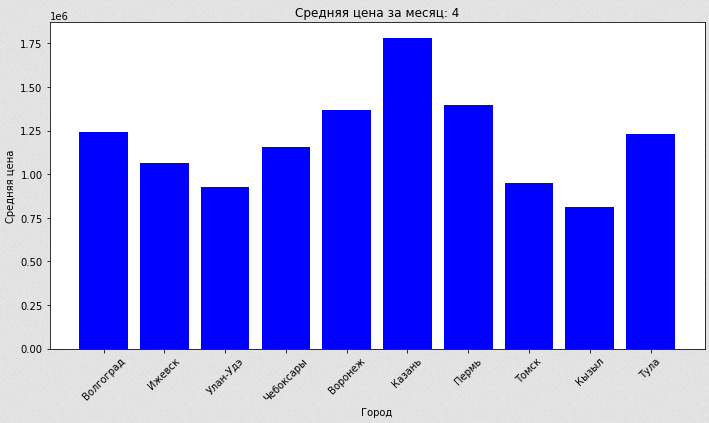 Средняя цена за месяц: 4
1e6
1.75
1.50
1.25
1.00
0.75
0.50
0.25
0.00
Средняя цена
Волгоград
Ижевск
Улан-Удэ
Чебоксары
Воронеж
Казань
Пермь
Томск
Кызыл
Тула
Город